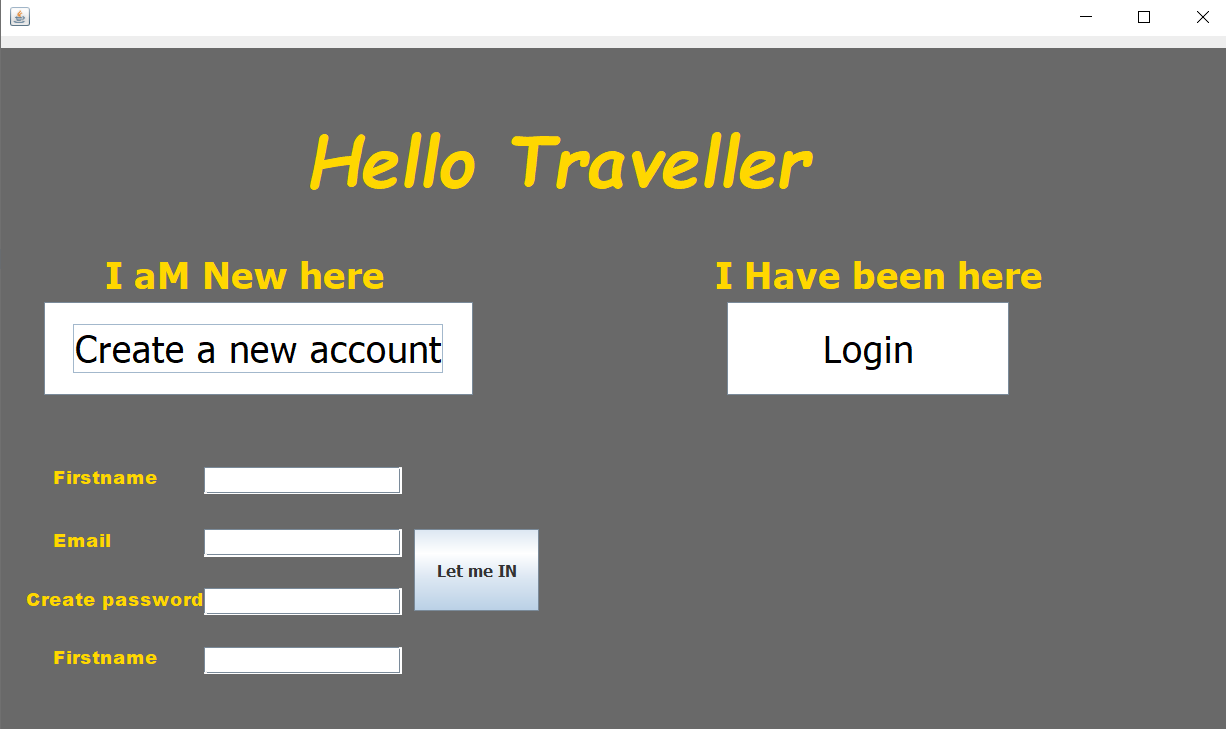 Hello Traveller
I aM New here
I Have been here
Create a new account
Login
Firstname
Email
Let me IN
Create password
Firstname